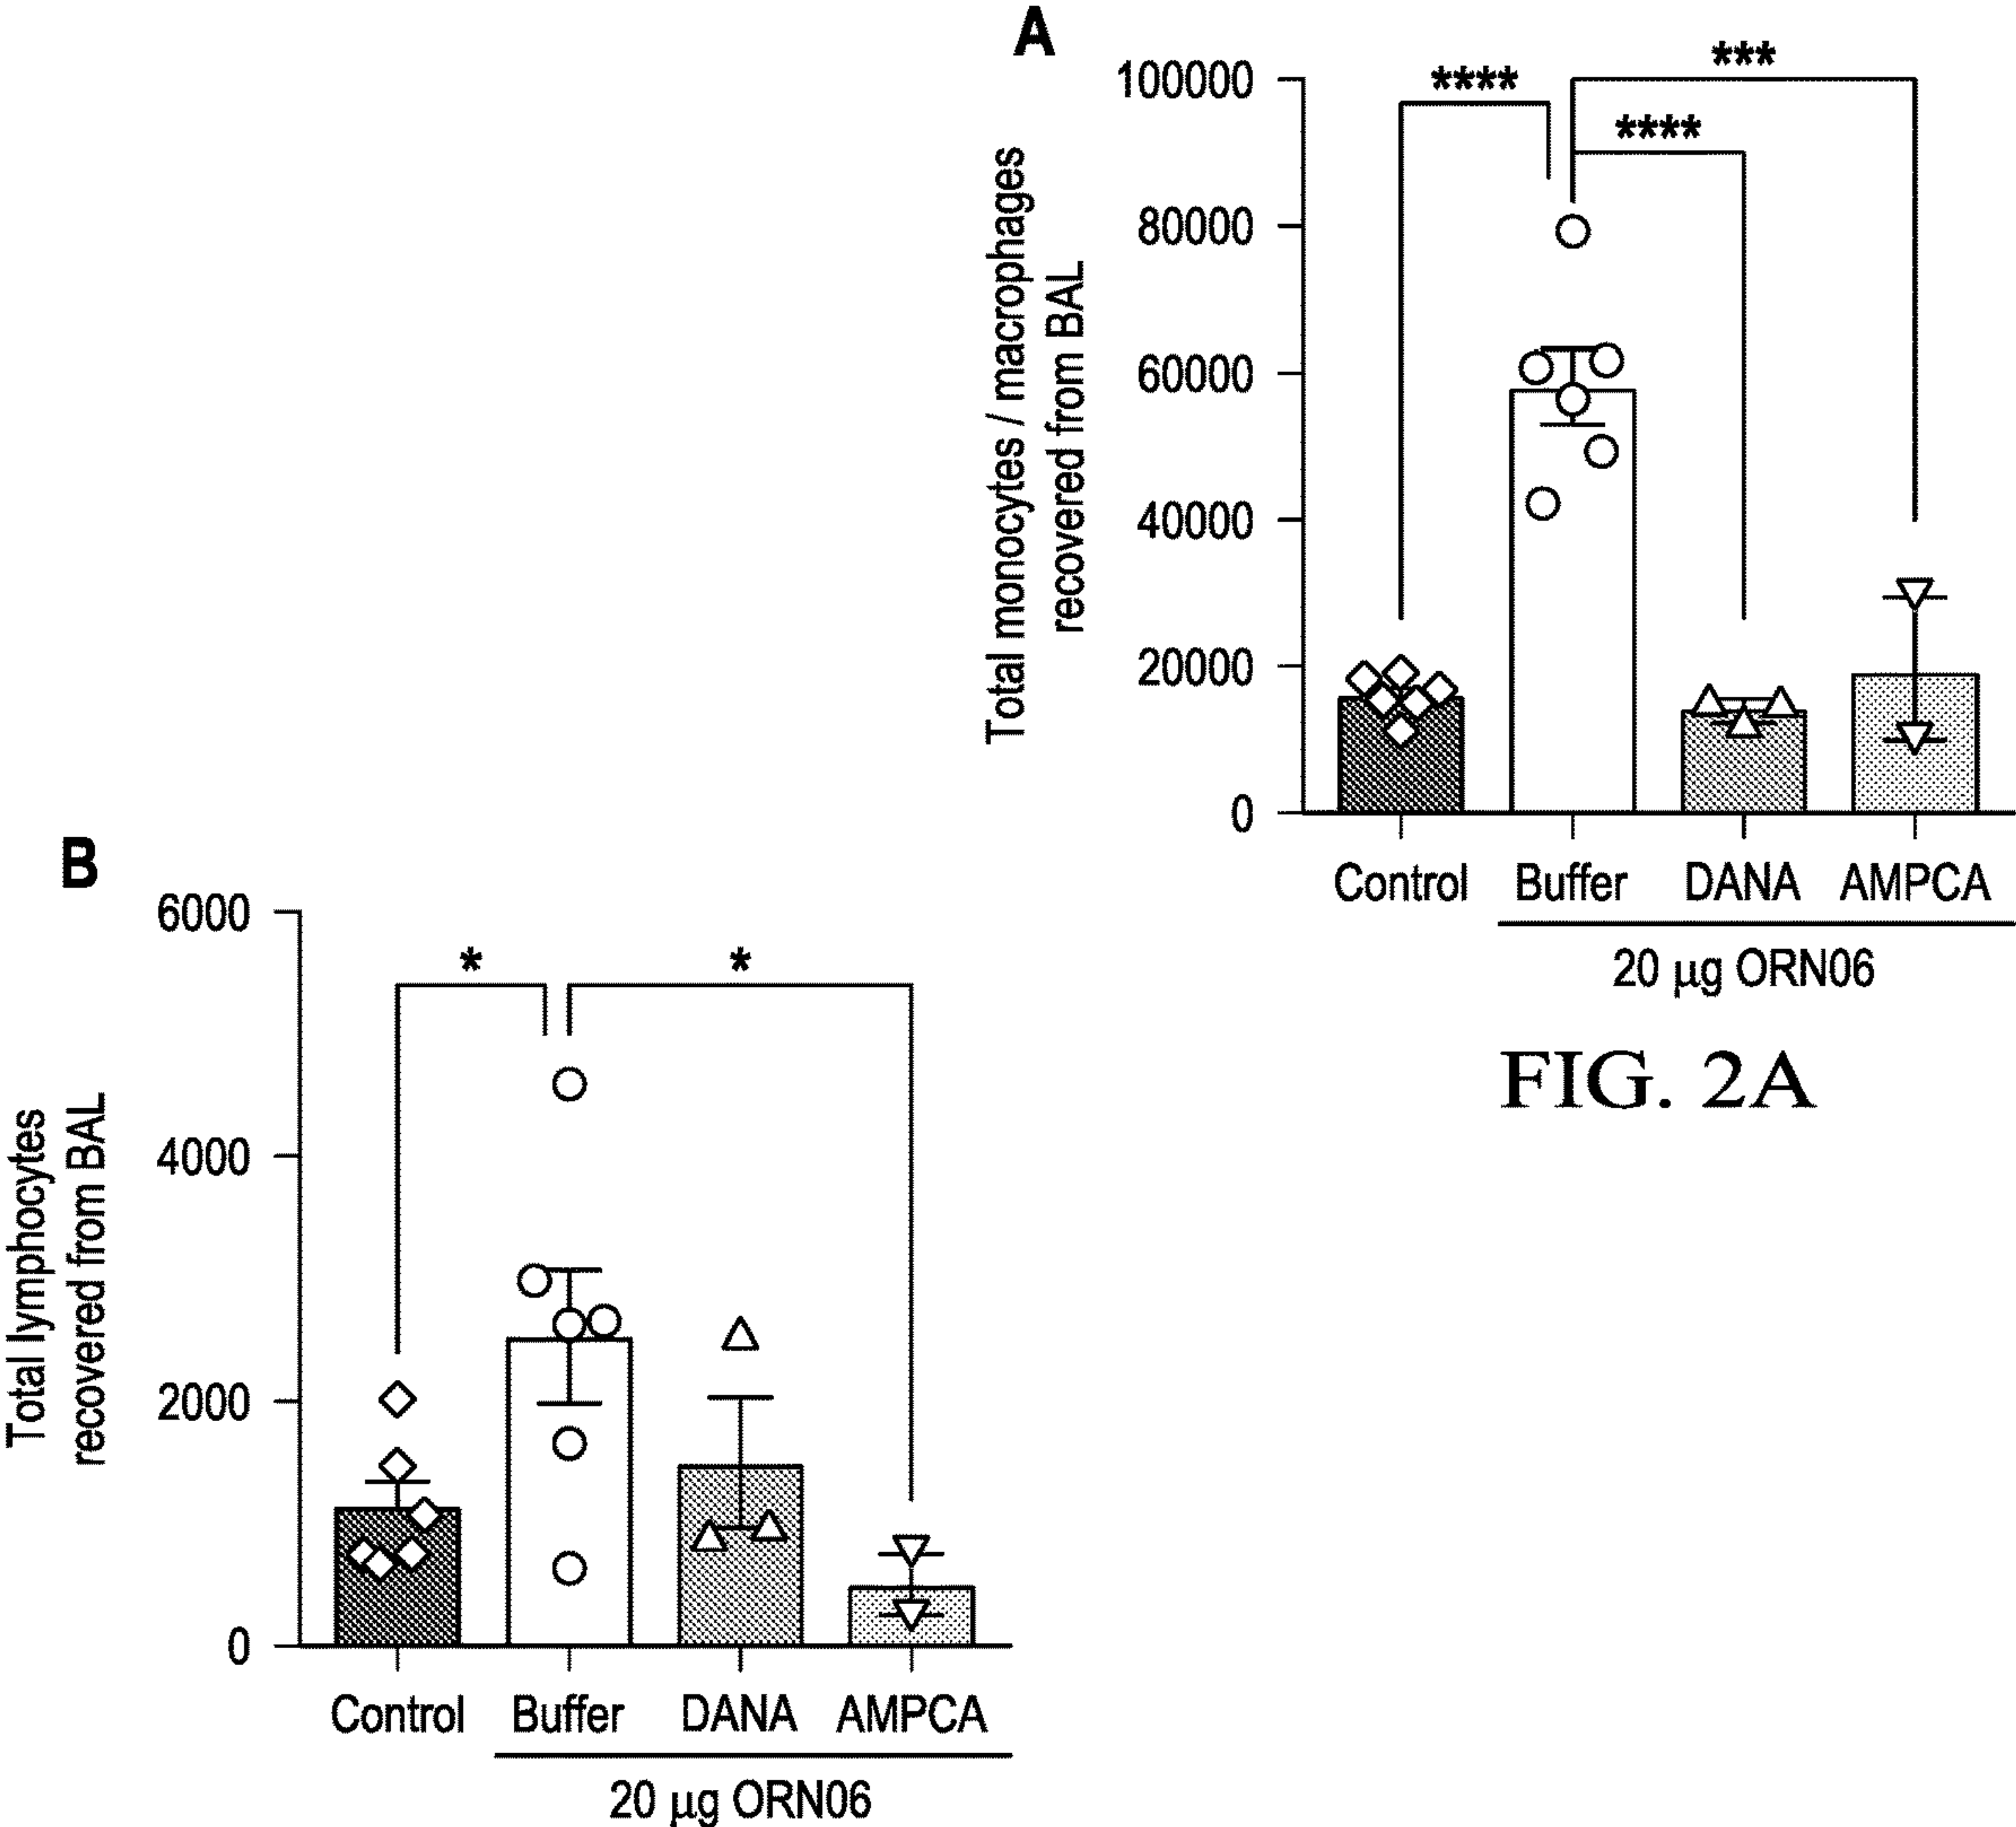 A
Total monocytes / macrophages
recovered from BAL
100000
80000
60000
40000
20000
0
****
***
****
Control Buffer DANA AMPCA
20 µg ORN06
FIG. 2A
B
Total lymphocytes
recovered from BAL
6000
4000
2000
0
*
*
Control Buffer DANA AMPCA
20 µg ORN06